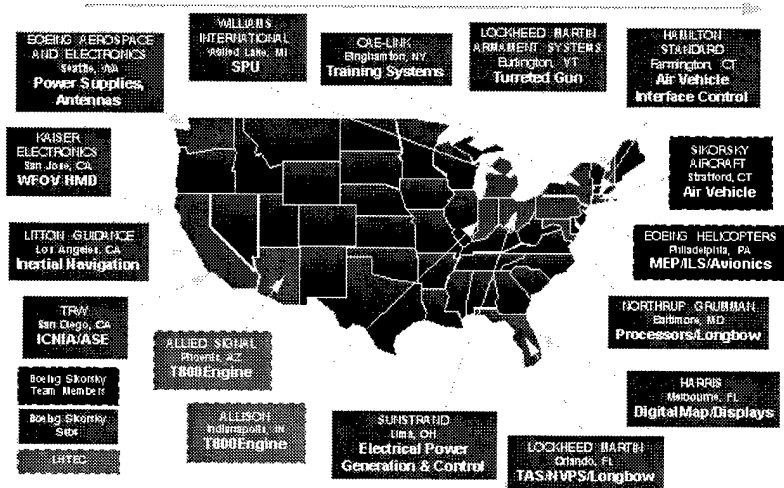 WILLIAMS
INTERNATIONAL
Walled Lake, MI
SPU
CAE-LINK
Binghamton, NY
Training Systems
LOCKHEED MARTIN
ARMAMENT SYSTEMS
Burlington, VT
Turreted Gun
HAMILTON
STANDARD
Farmington, CT
Air Vehicle
Interface Control
BOEING AEROSPACE
AND ELECTRONICS
Seattle, WA
Power Supplies,
Antennas
KAISER
ELECTRONICS
San Jose, CA
WFOV HMD
SIKORSKY
AIRCRAFT
Stratford, CT
Air Vehicle
LITTON GUIDANCE
Los Angeles, CA
Inertial Navigation
BOEING HELICOPTERS
Philadelphia, PA
MEP/ILS/Avionics
TRW
San Diego, CA
ICNIA/ASE
NORTHRUP GRUMMAN
Baltimore, MD
Processors/Longbow
ALLIED SIGNAL
Phoenix, AZ
T800Engine
Boeing Sikorsky
Team Members
HARRIS
Melbourne, FL
Digital Map/Displays
Boeing Sikorsky
Subs
ALLISON
Indianapolis, IN
T800Engine
SUNSTRAND
Lima, OH
Electrical Power
Generation & Control
LHTEC
LOCKHEED MARTIN
Orlando, FL
TAS/NVPS/Longbow